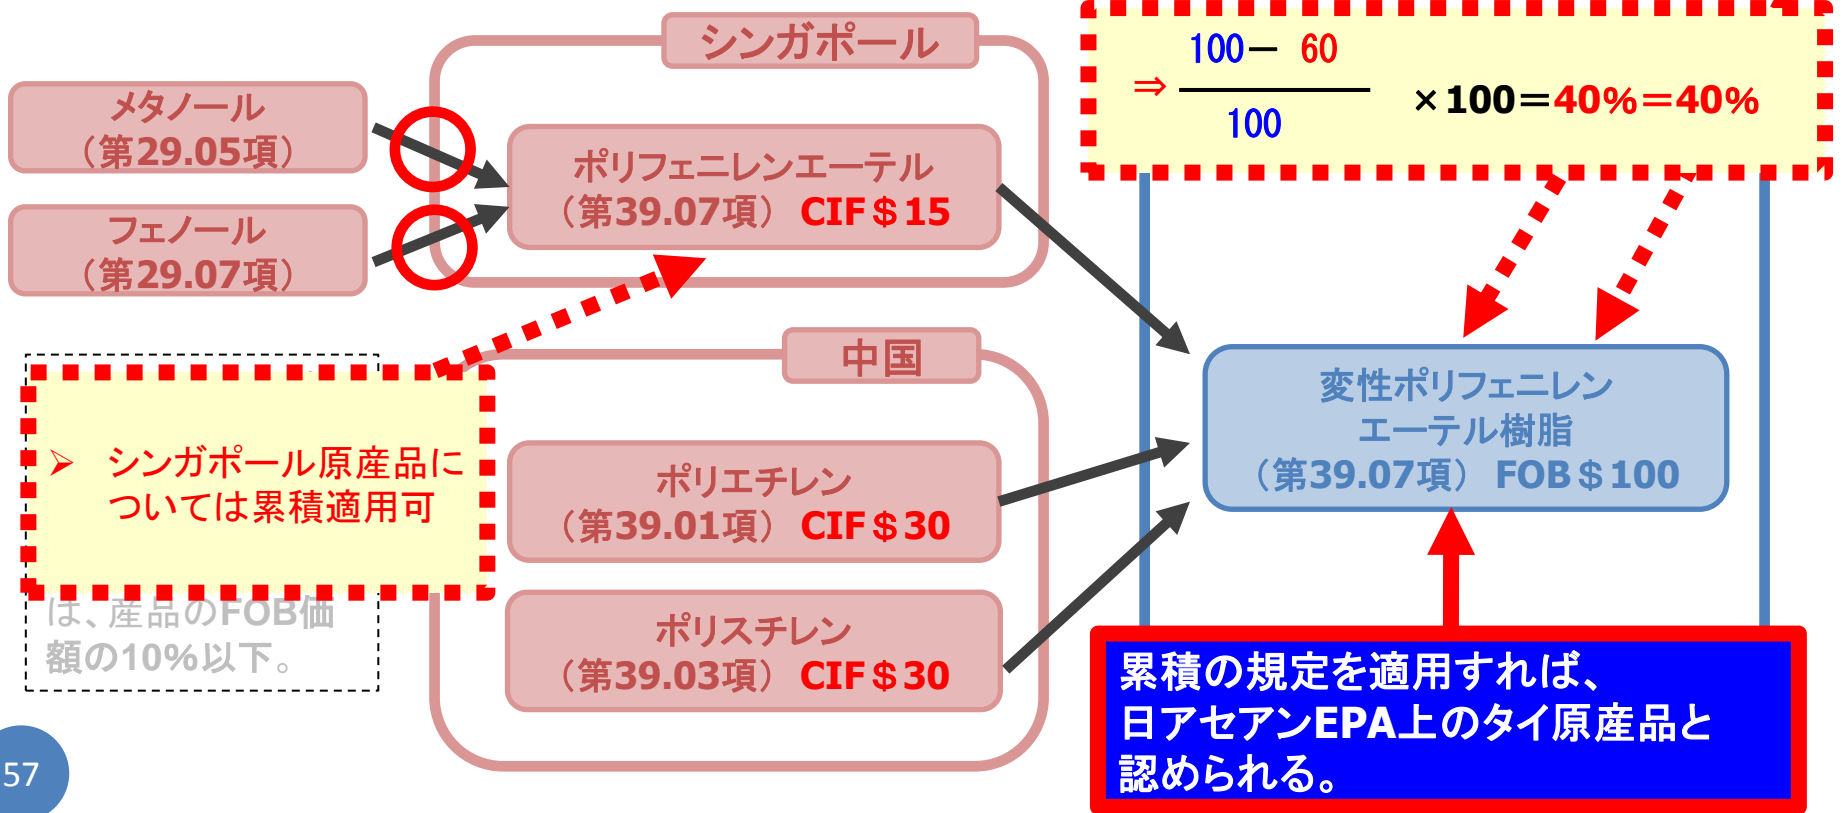 シンガポール
メタノール
（第29.05項）
フェノール
（第29.07項）
ポリフェニレンエーテル
（第39.07項） CIF＄15
100－ 60
⇒
100
×100＝40%＝40%
中国
➢ シンガポール原産品に
ついては累積適用可
ポリエチレン
（第39.01項） CIF＄30
ポリスチレン
（第39.03項） CIF＄30
変性ポリフェニレン
エーテル樹脂
（第39.07項） FOB＄100
は、産品のFOB価
額の10%以下。
累積の規定を適用すれば、
日アセアンEPA上のタイ原産品と
認められる。
57